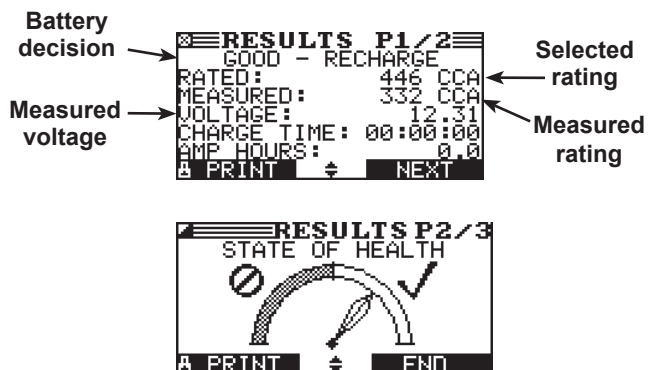 Battery decision
RESULTS P1/2
GOOD - RECHARGE
RATED: 446 CCA
Selected rating
MEASURED: 332 CCA
Measured voltage
VOLTAGE: 12.31
Measured rating
CHARGE TIME: 00:00:00
AMP HOURS: 0.0
PRINT NEXT
RESULTS P2/3
STATE OF HEALTH
PRINT END